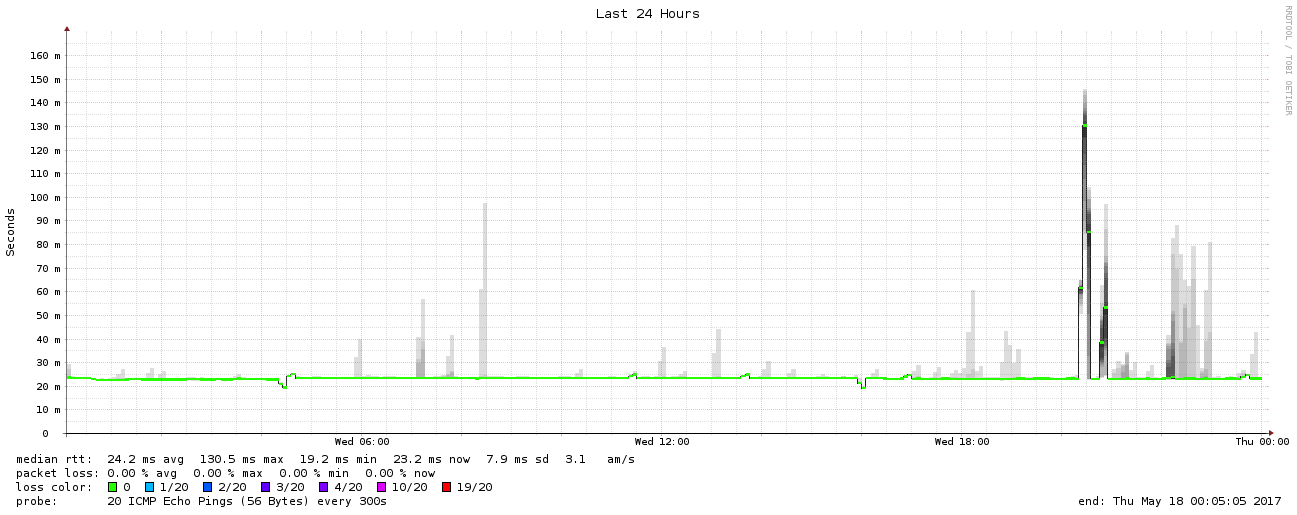 Last 24 Hours
RRDTOOL / TOBI OETIKER
Seconds
160 m
150 m
140 m
130 m
120 m
110 m
100 m
90 m
80 m
70 m
60 m
50 m
40 m
30 m
20 m
10 m
0
Wed 06:00 Wed 12:00 Wed 18:00 Thu 00:00
median rtt: 24.2 ms avg 130.5 ms max 19.2 ms min 23.2 ms now 7.9 ms sd 3.1 am/s
packet loss: 0.00 % avg 0.00 % max 0.00 % min 0.00 % now
loss color: 0 1/20 2/20 3/20 4/20 10/20 19/20
probe: 20 ICMP Echo Pings (56 Bytes) every 300s end: Thu May 18 00:05:05 2017